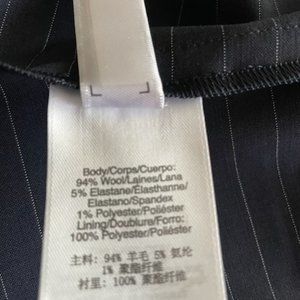 L
Body/Corps/Cuerpo:
94% Wool/Laines/Lana
5% Elastane/Élasthanne/
Elastano/Spandex
1% Polyester/Poliéster
Lining/Doublure/Forro:
100% Polyester/Poliéster
主料: 94% 羊毛 5% 氨纶
1% 聚酯纤维
衬里: 100% 聚酯纤维